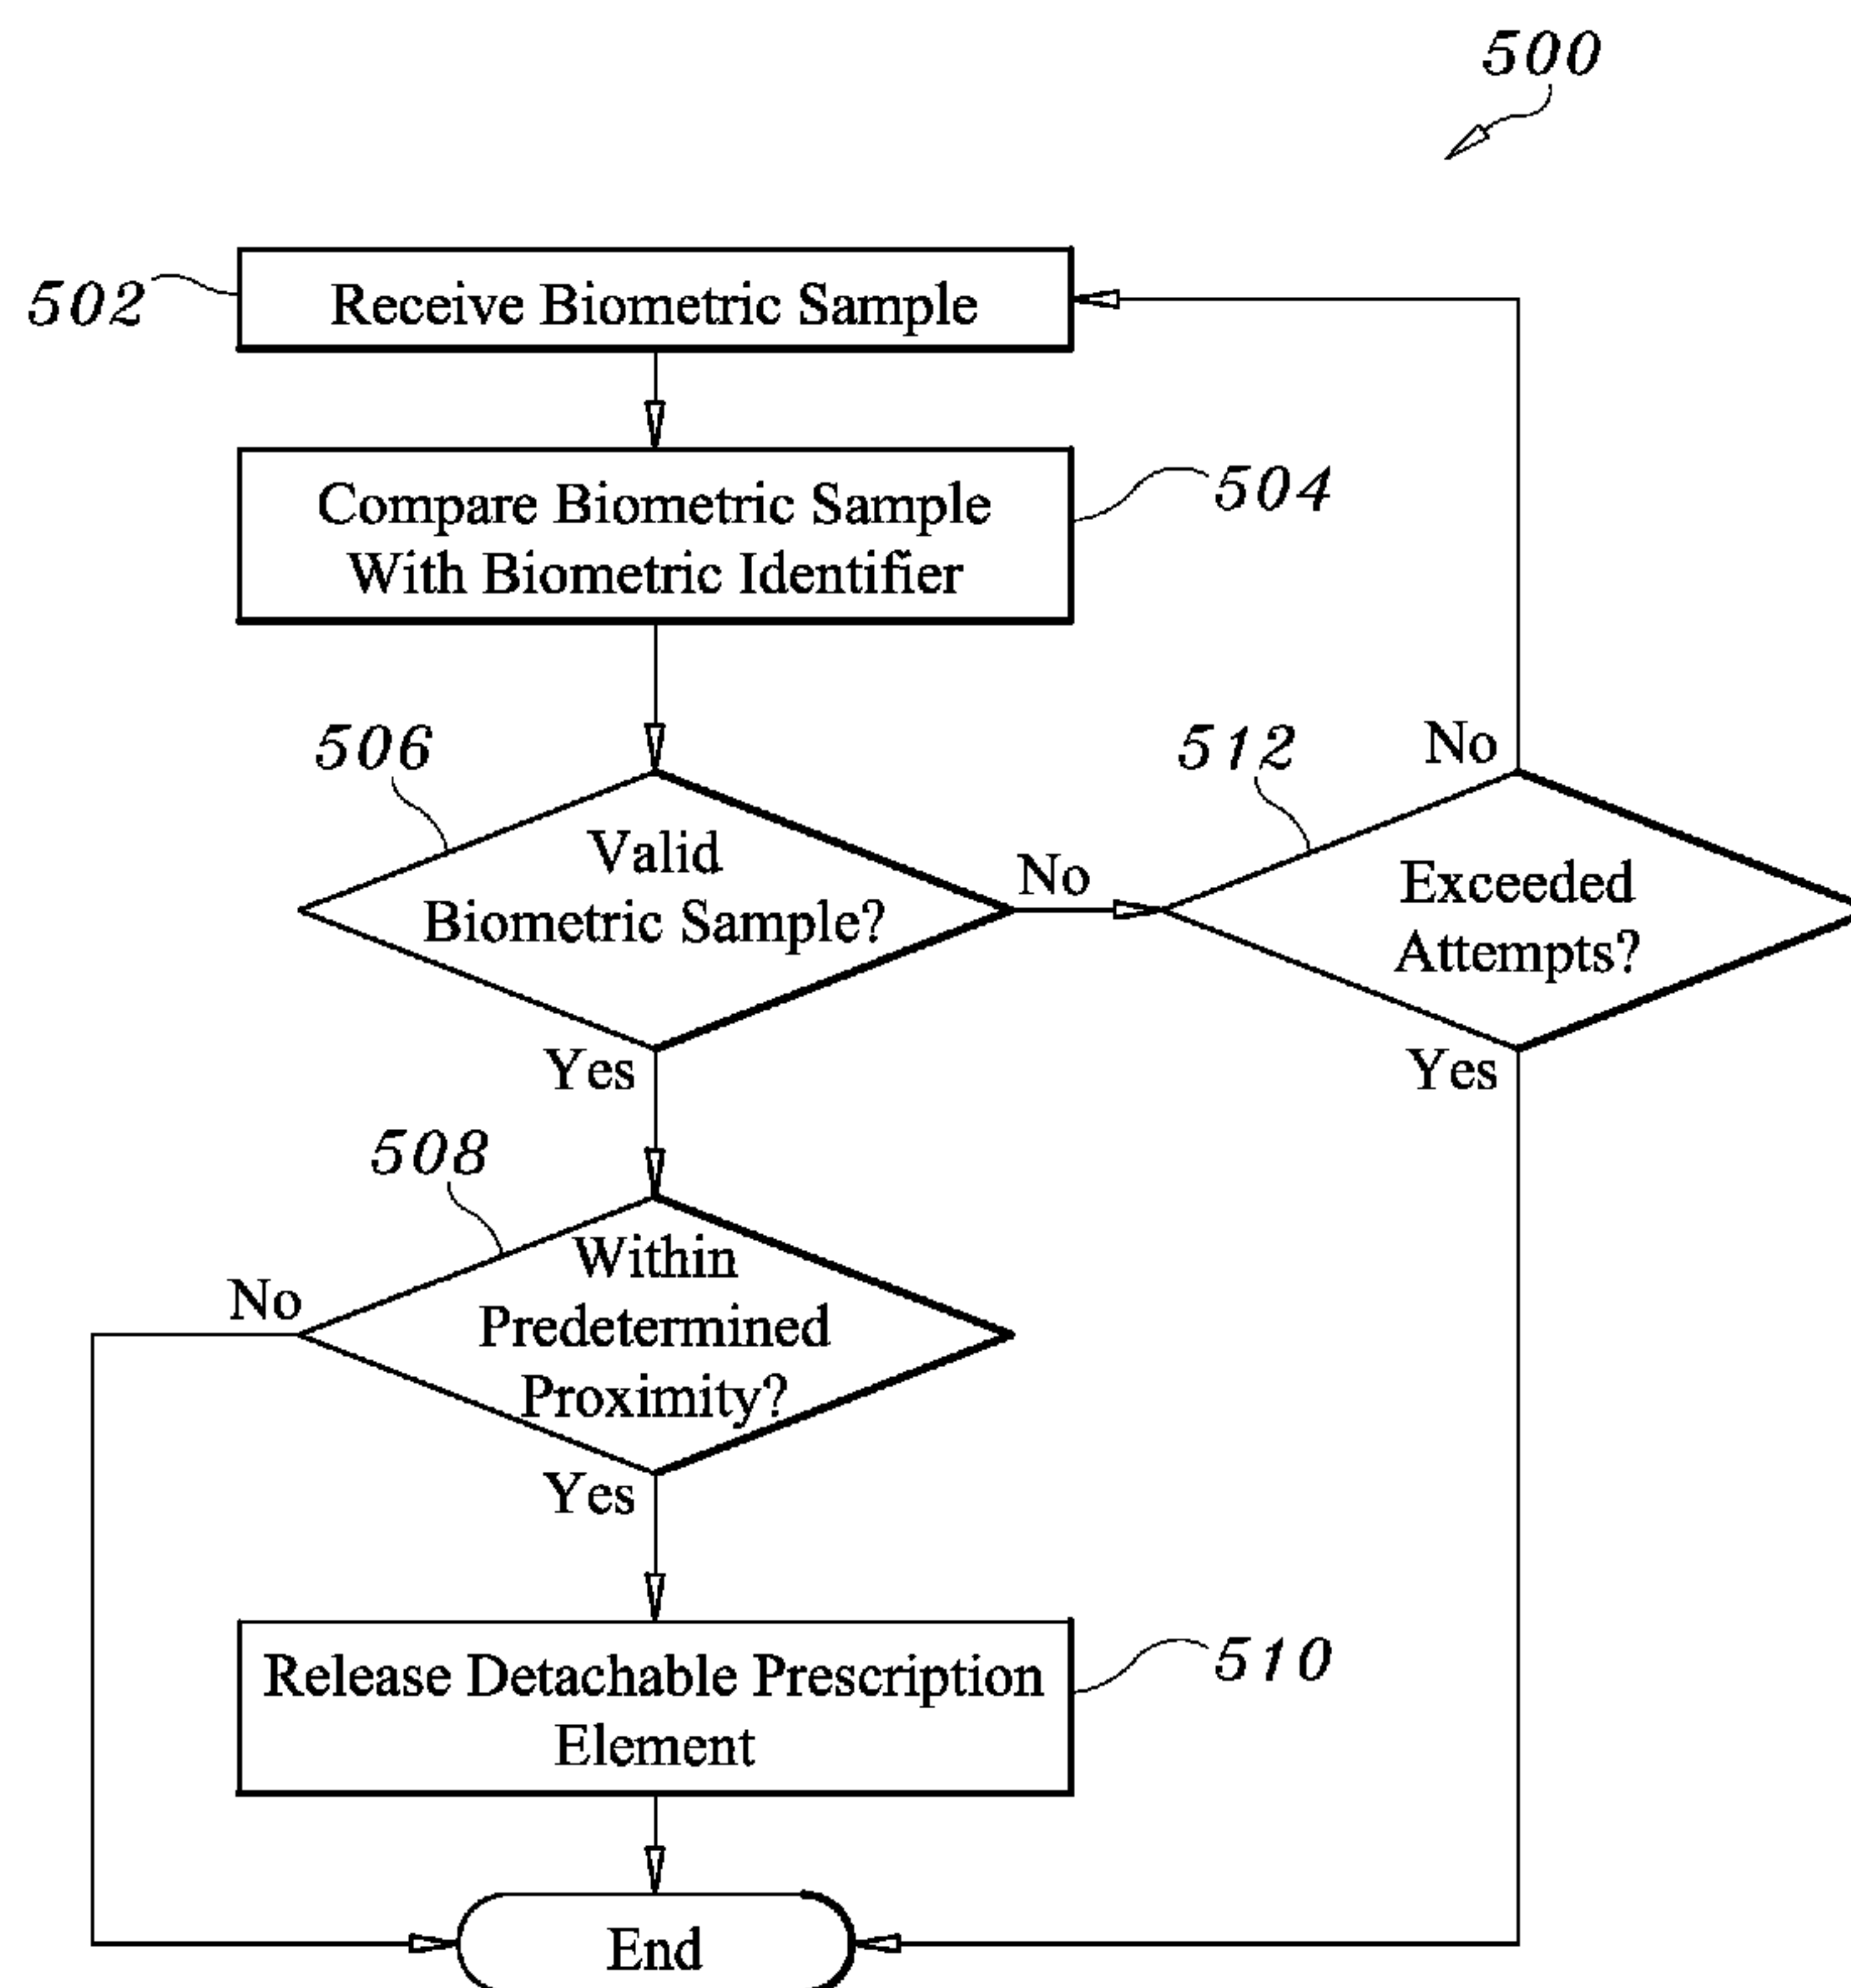 500
502
Receive Biometric Sample
Compare Biometric Sample
With Biometric Identifier
504
506
Valid
Biometric Sample?
No
512
No
Exceeded
Attempts?
Yes
Yes
508
Within
Predetermined
Proximity?
No
Yes
Release Detachable Prescription
Element
510
End